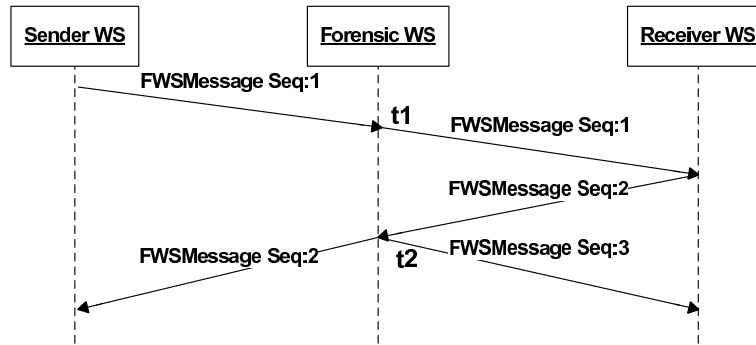 Sender WS
Forensic WS
Receiver WS
FWSMessage Seq:1
t1
FWSMessage Seq:1
FWSMessage Seq:2
FWSMessage Seq:2
t2
FWSMessage Seq:3